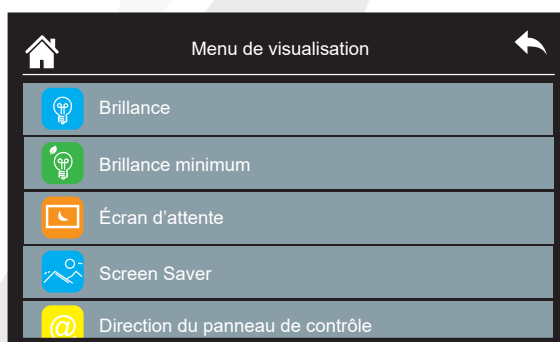 Menu de visualisation
Brillance
Brillance minimum
Écran d’attente
Screen Saver
@ Direction du panneau de contrôle